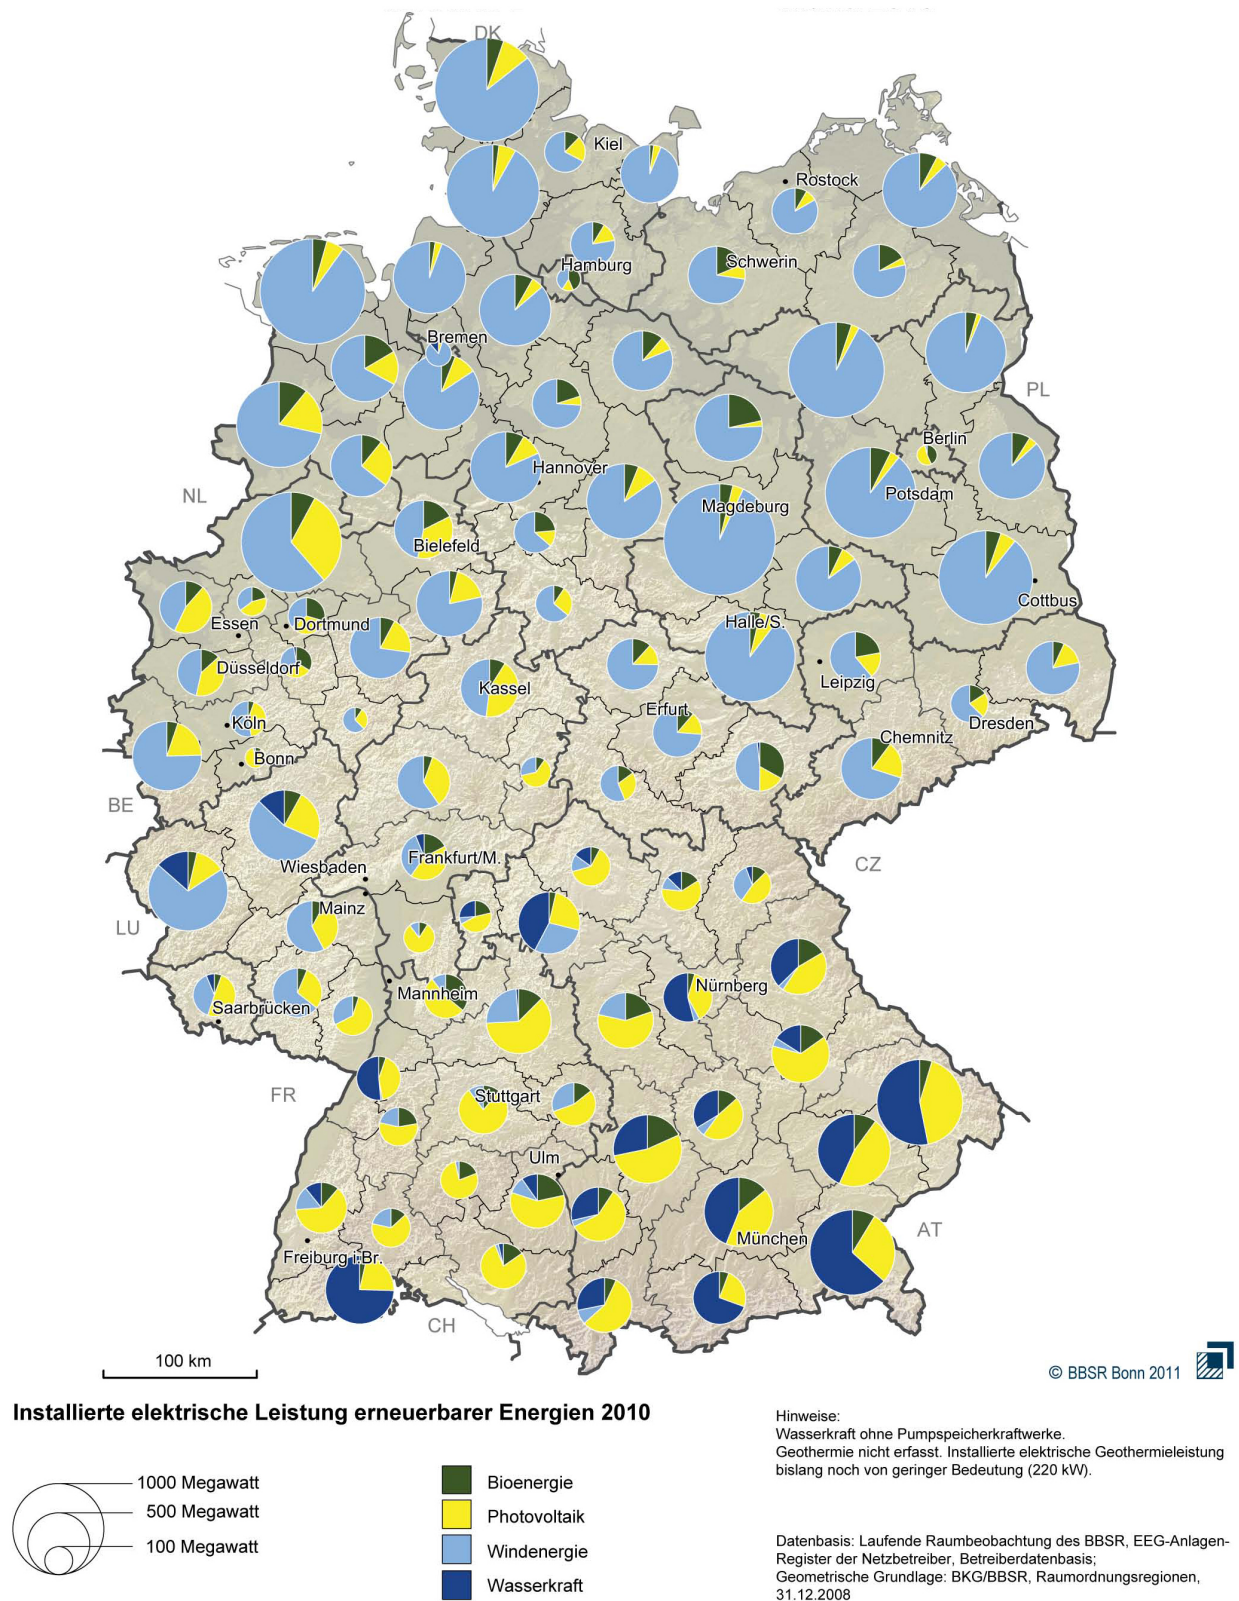 DK
Kiel
Rostock
Schwerin
Hamburg
Bremen
PL
Berlin
Hannover
NL
Potsdam
Magdeburg
Bielefeld
Cottbus
Essen
Dortmund
Halle/S.
Düsseldorf
Kassel
Leipzig
Erfurt
Köln
Dresden
Chemnitz
Bonn
BE
Frankfurt/M.
CZ
Wiesbaden
Mainz
LU
Nürnberg
Mannheim
Saarbrücken
FR
Stuttgart
Ulm
AT
München
Freiburg i.Br.
CH
100 km
© BBSR Bonn 2011
Installierte elektrische Leistung erneuerbarer Energien 2010
1000 Megawatt
500 Megawatt
100 Megawatt
Bioenergie
Photovoltaik
Windenergie
Wasserkraft
Hinweise:
Wasserkraft ohne Pumpspeicherkraftwerke.
Geothermie nicht erfasst. Installierte elektrische Geothermieleistung
bislang noch von geringer Bedeutung (220 kW).
Datenbasis: Laufende Raumbeobachtung des BBSR, EEG-Anlagen-
Register der Netzbetreiber, Betreiberdatenbasis;
Geometrische Grundlage: BKG/BBSR, Raumordnungsregionen,
31.12.2008